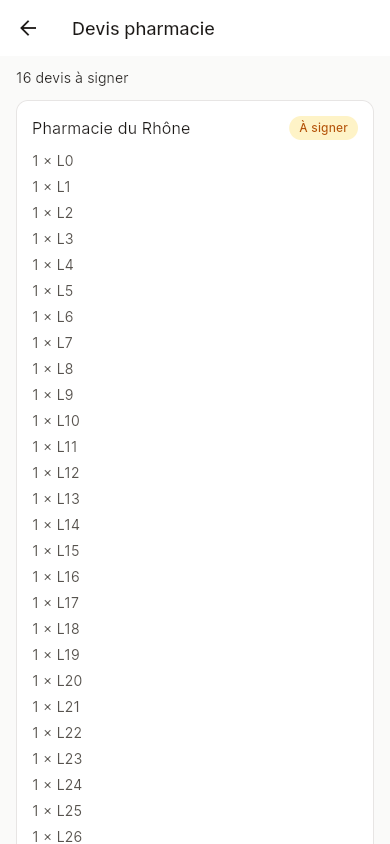 Devis pharmacie
16 devis à signer
Pharmacie du Rhône À signer
1 × L0
1 × L1
1 × L2
1 × L3
1 × L4
1 × L5
1 × L6
1 × L7
1 × L8
1 × L9
1 × L10
1 × L11
1 × L12
1 × L13
1 × L14
1 × L15
1 × L16
1 × L17
1 × L18
1 × L19
1 × L20
1 × L21
1 × L22
1 × L23
1 × L24
1 × L25
1 × L26